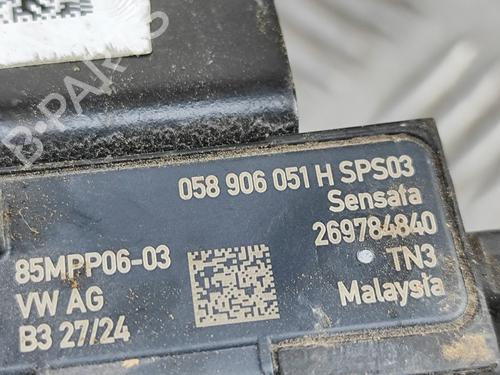 B-PARTS
058 906 051 H SPS03
Sensata
269784840
TN3
Malaysia
85MPP06-03
VW AG
B3 27/24